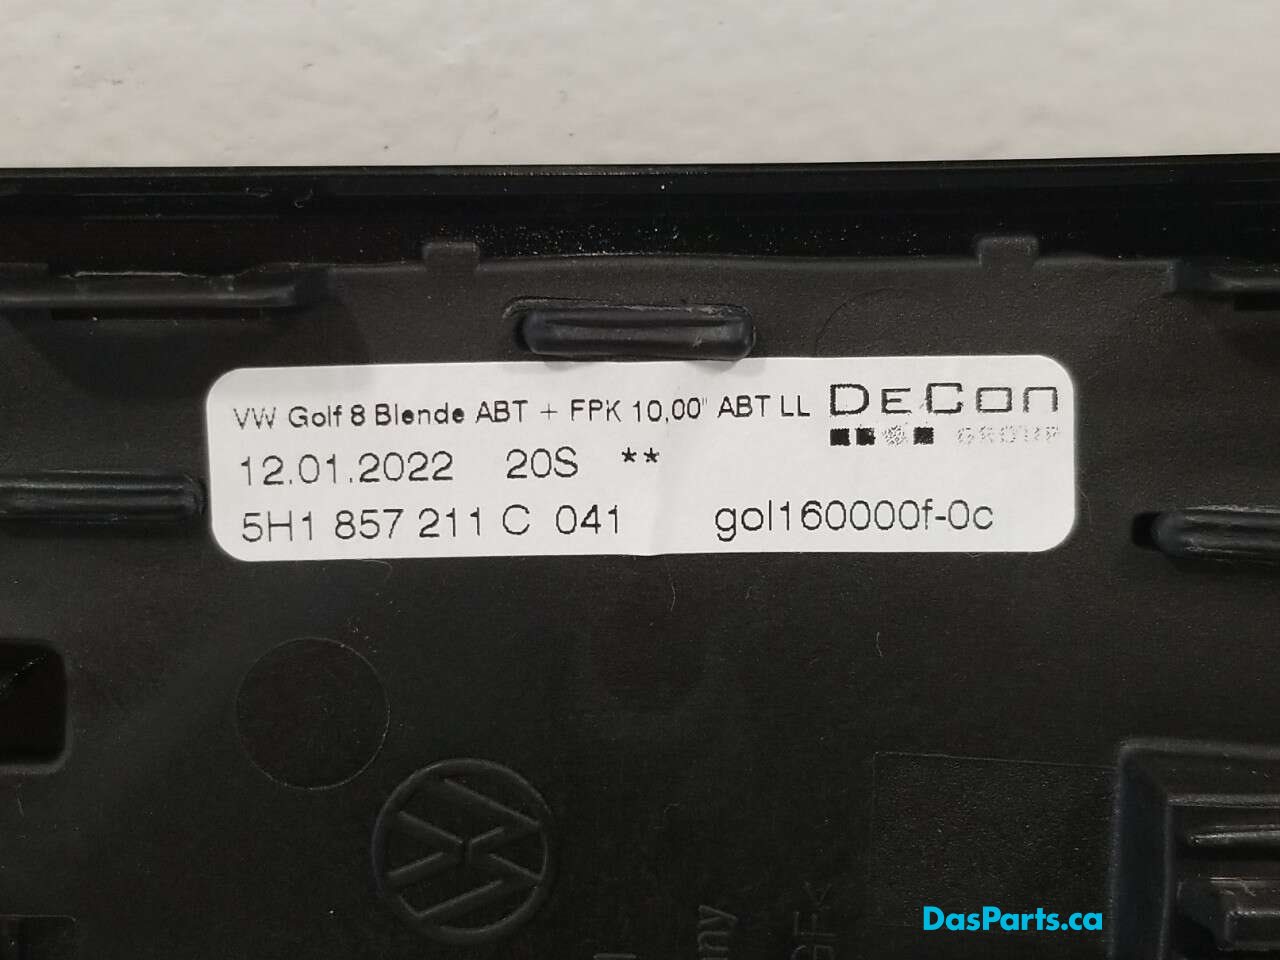 VW Golf 8 Blende ABT + FPK 10,00" ABT LL
DeCon
GROUP
12.01.2022 20S **
5H1 857 211 C 041 gol160000f-0c
DasParts.ca